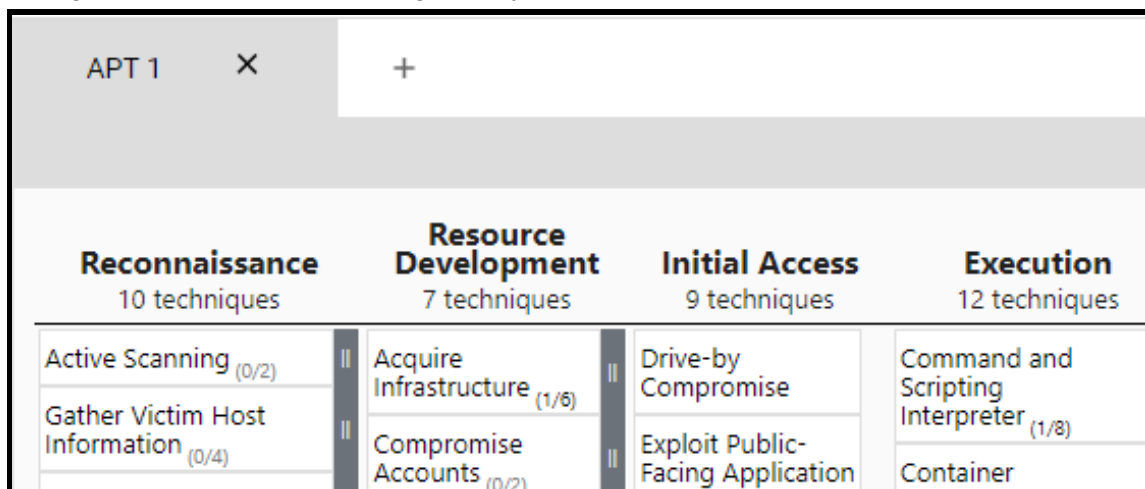 APT 1 × +
Reconnaissance
10 techniques
Resource
Development
7 techniques
Initial Access
9 techniques
Execution
12 techniques
Active Scanning (0/2)
Gather Victim Host
Information (0/4)
Acquire
Infrastructure (1/6)
Compromise
Accounts (0/2)
Drive-by
Compromise
Exploit Public-
Facing Application
Command and
Scripting
Interpreter (1/8)
Container